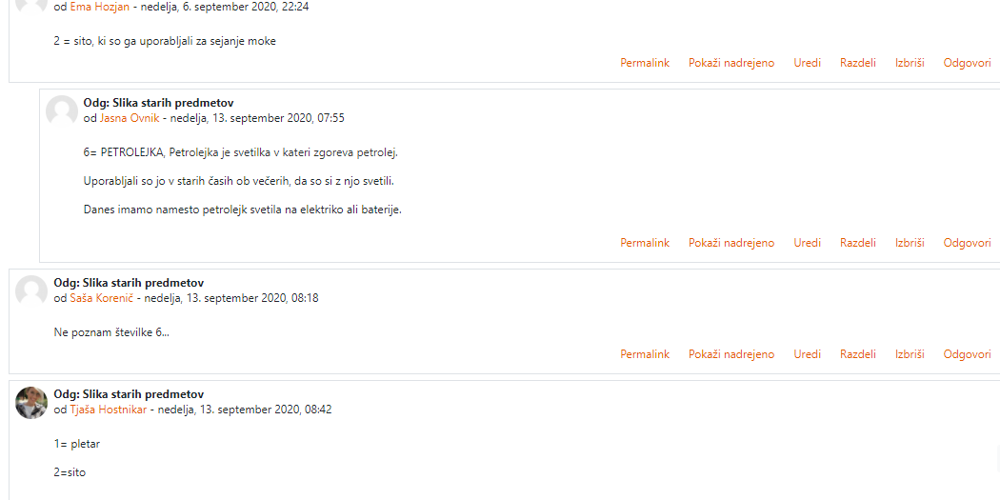 od Ema Hozjan - nedelja, 6. september 2020, 22:24
2 = sito, ki so ga uporabljali za sejanje moke
Permalink Pokaži nadrejeno Uredi Razdeli Izbriši Odgovori
Odg: Slika starih predmetov
od Jasna Ovnik - nedelja, 13. september 2020, 07:55
6= PETROLEJKA, Petrolejka je svetilka v kateri zgoreva petrolej.
Uporabljali so jo v starih časih ob večerih, da so si z njo svetili.
Danes imamo namesto petrolejk svetila na elektriko ali baterije.
Permalink Pokaži nadrejeno Uredi Razdeli Izbriši Odgovori
Odg: Slika starih predmetov
od Saša Korenič - nedelja, 13. september 2020, 08:18
Ne poznam številke 6...
Permalink Pokaži nadrejeno Uredi Razdeli Izbriši Odgovori
Odg: Slika starih predmetov
od Tjaša Hostnikar - nedelja, 13. september 2020, 08:42
1= pletar
2=sito